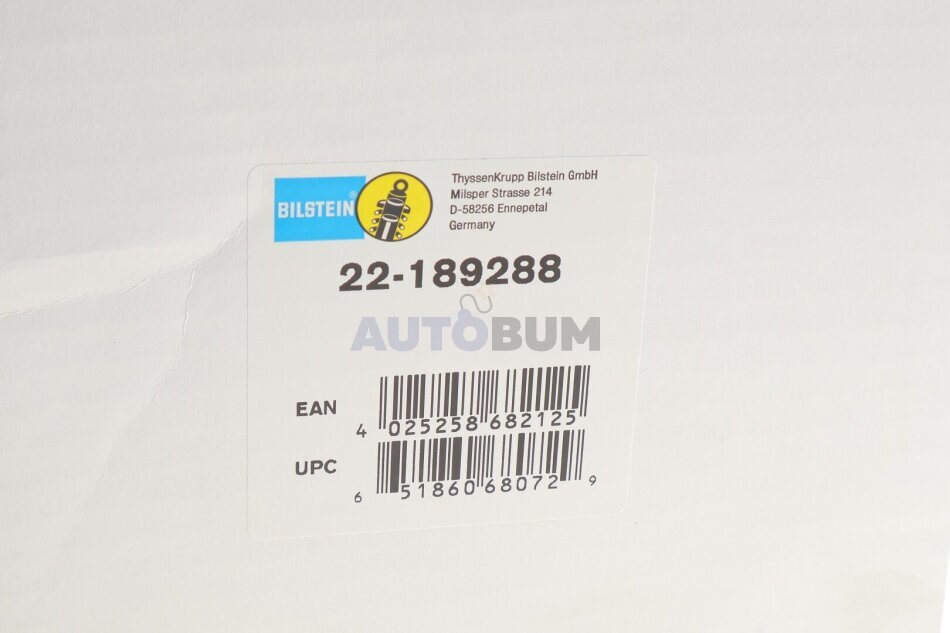 BILSTEIN®
ThyssenKrupp Bilstein GmbH
Milsper Strasse 214
D-58256 Ennepetal
Germany
22-189288
AUTOBUM
EAN
4 025258 682125
UPC
6 51860 68072 9